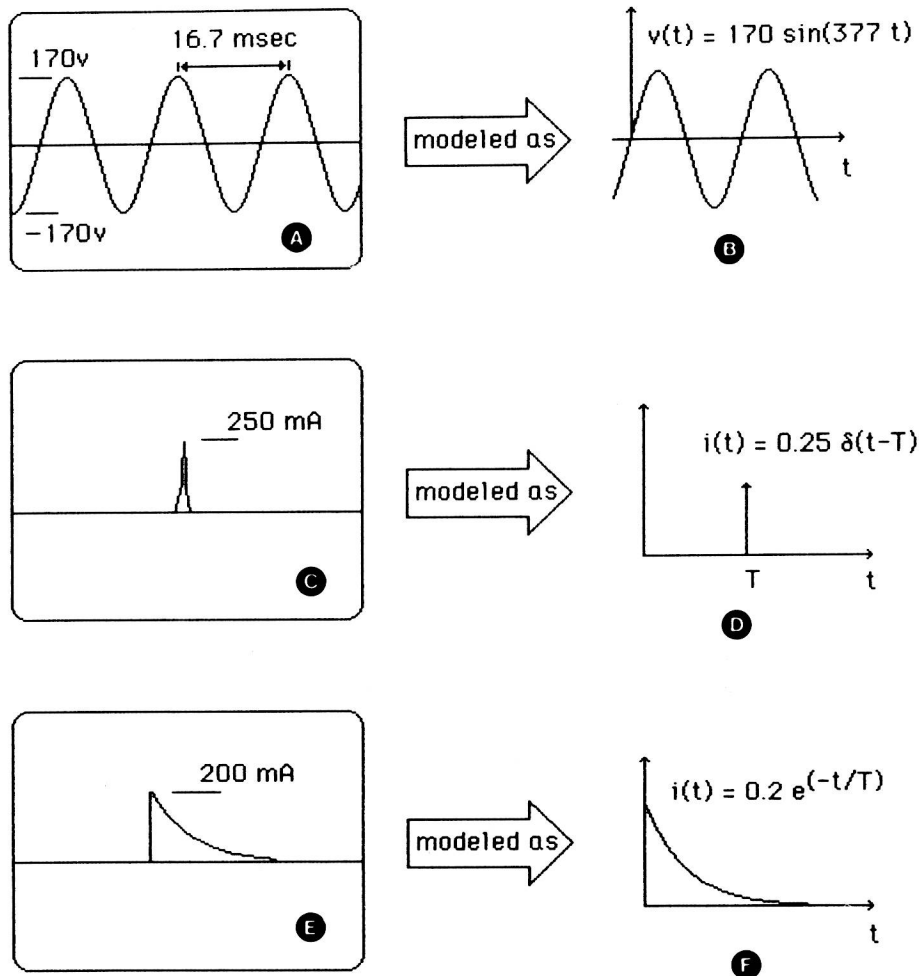 16.7 msec
170v
-170v
A
modeled as
v(t) = 170 sin(377 t)
t
B
250 mA
C
modeled as
i(t) = 0.25 δ(t-T)
T
t
D
200 mA
E
modeled as
i(t) = 0.2 e(-t/T)
t
F